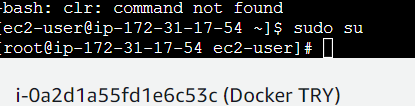 -bash: clr: command not found
[ec2-user@ip-172-31-17-54 ~]$ sudo su
[root@ip-172-31-17-54 ec2-user]#
i-0a2d1a55fd1e6c53c (Docker TRY)